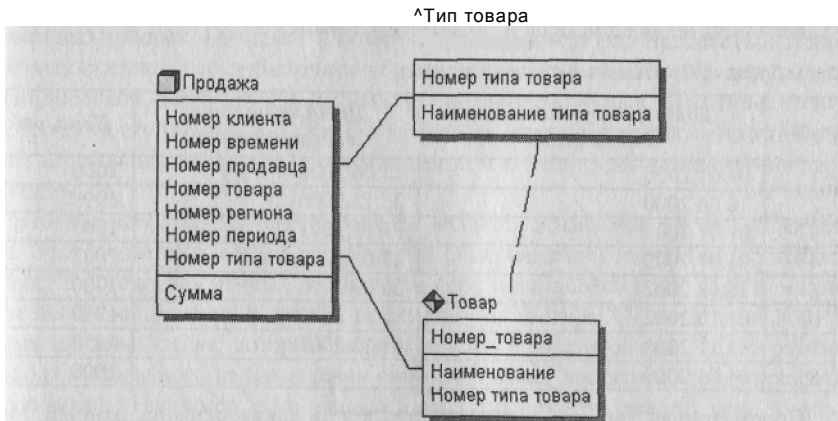 ^Тип товара
Продажа
Номер клиента
Номер времени
Номер продавца
Номер товара
Номер региона
Номер периода
Номер типа товара
Сумма
Номер типа товара
Наименование типа товара
Товар
Номер_товара
Наименование
Номер типа товара